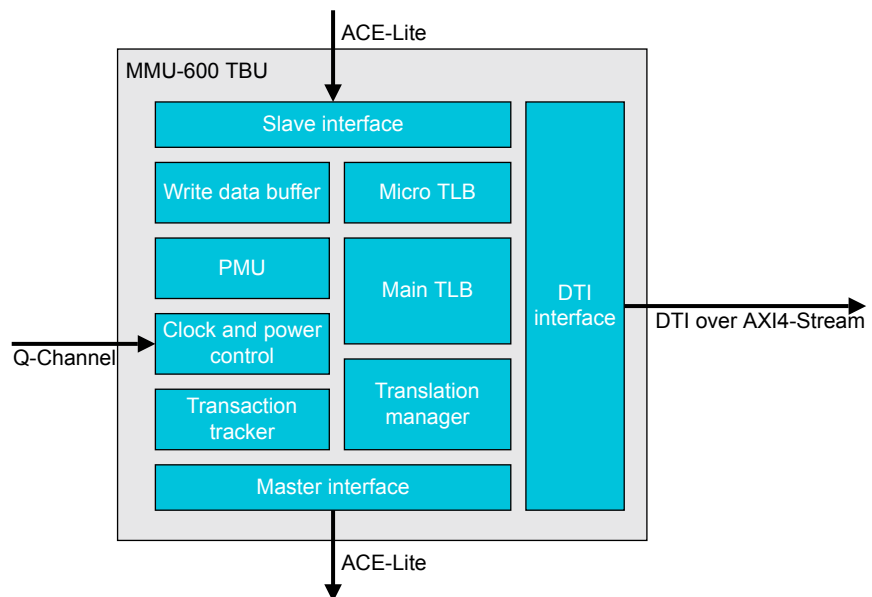 ACE-Lite
MMU-600 TBU
Slave interface
Write data buffer
Micro TLB
PMU
Main TLB
DTI
interface
DTI over AXI4-Stream
Q-Channel
Clock and power
control
Transaction
tracker
Translation
manager
Master interface
ACE-Lite